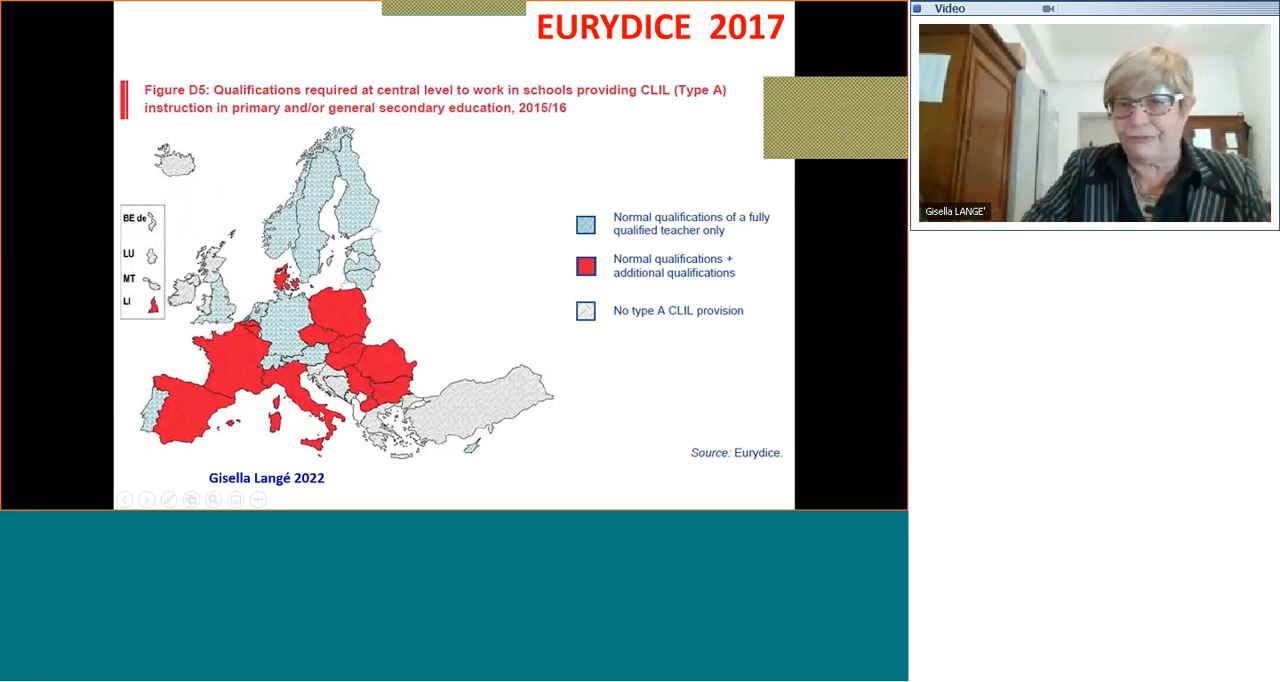 EURYDICE 2017
Figure D5: Qualifications required at central level to work in schools providing CLIL (Type A)
instruction in primary and/or general secondary education, 2015/16
BE de
LU
MT
LI
Normal qualifications of a fully
qualified teacher only
Normal qualifications +
additional qualifications
No type A CLIL provision
Source: Eurydice.
Gisella Langé 2022
Video
Gisella LANGE'